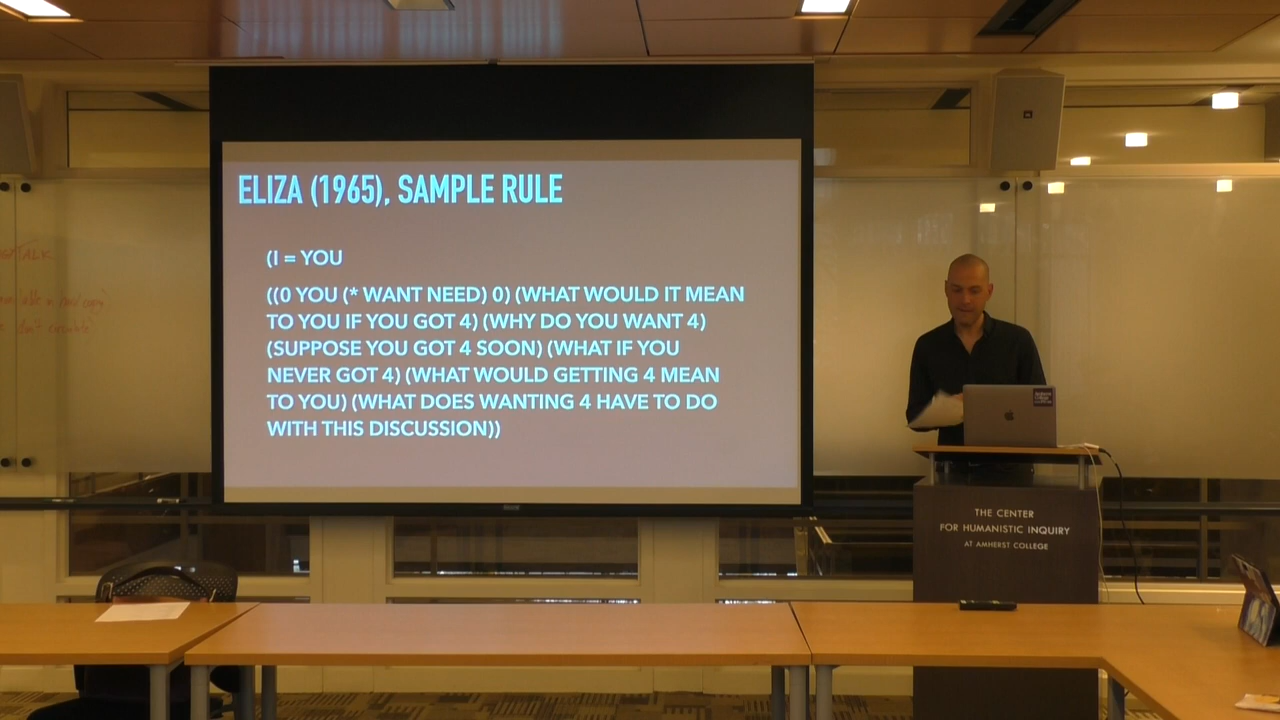 ELIZA (1965), SAMPLE RULE
(I = YOU
((0 YOU (* WANT NEED) 0) (WHAT WOULD IT MEAN
TO YOU IF YOU GOT 4) (WHY DO YOU WANT 4)
(SUPPOSE YOU GOT 4 SOON) (WHAT IF YOU
NEVER GOT 4) (WHAT WOULD GETTING 4 MEAN
TO YOU) (WHAT DOES WANTING 4 HAVE TO DO
WITH THIS DISCUSSION))
TALK
THE CENTER
FOR HUMANISTIC INQUIRY
AT AMHERST COLLEGE